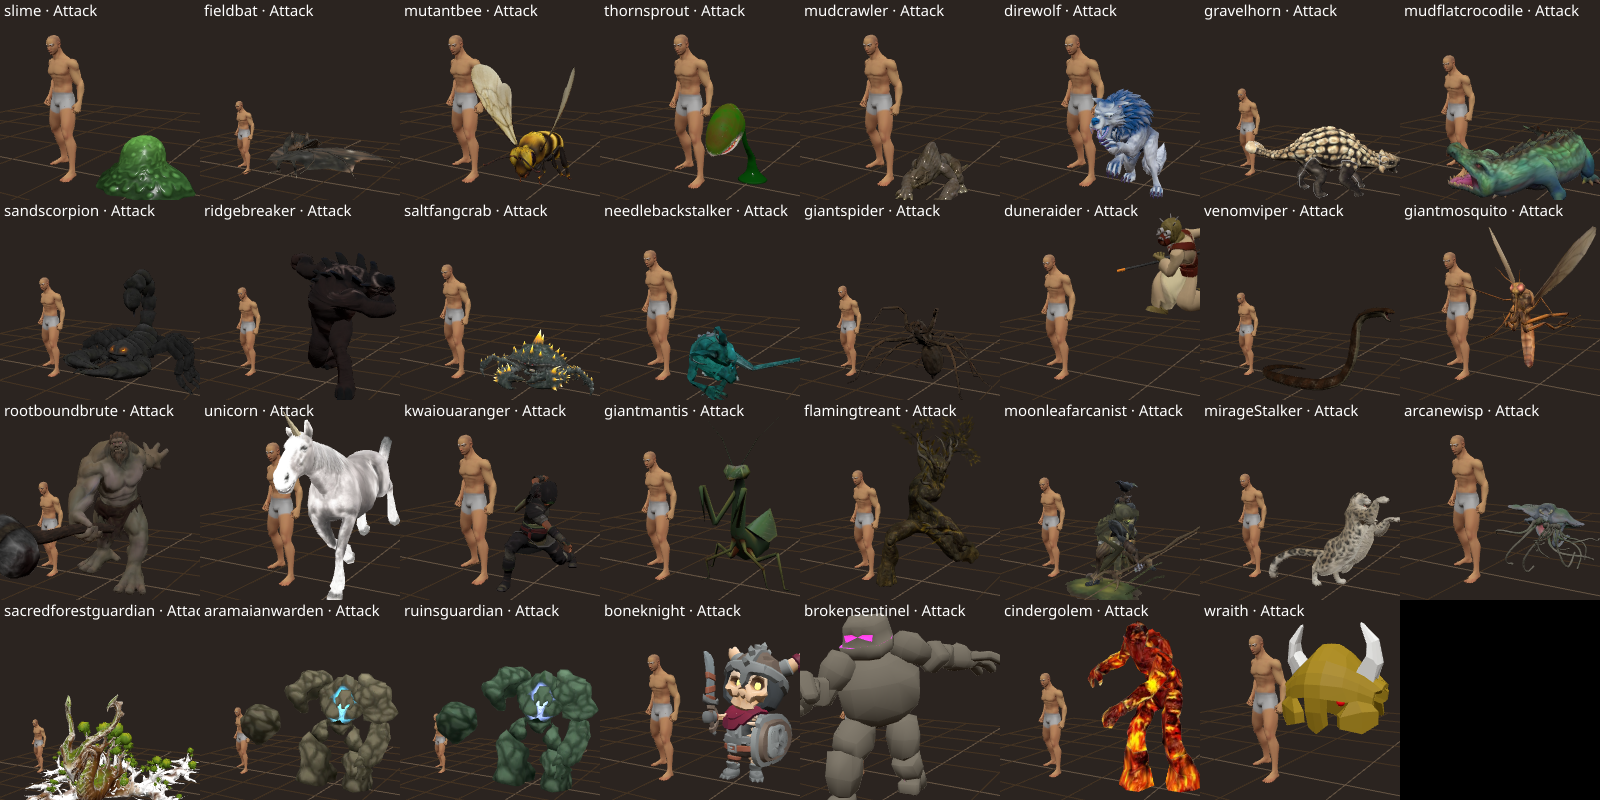 slime · Attack
fieldbat · Attack
mutantbee · Attack
thornsprout · Attack
mudcrawler · Attack
direwolf · Attack
gravelhorn · Attack
mudflatcrocodile · Attack
sandscorpion · Attack
ridgebreaker · Attack
saltfangcrab · Attack
needlebackstalker · Attack
giantspider · Attack
duneraider · Attack
venomviper · Attack
giantmosquito · Attack
rootboundbrute · Attack
unicorn · Attack
kwaiouaranger · Attack
giantmantis · Attack
flamingtreant · Attack
moonleafarcanist · Attack
mirageStalker · Attack
arcanewisp · Attack
sacredforestguardian · Attac
aramaianwarden · Attack
ruinsguardian · Attack
boneknight · Attack
brokensentinel · Attack
cindergolem · Attack
wraith · Attack